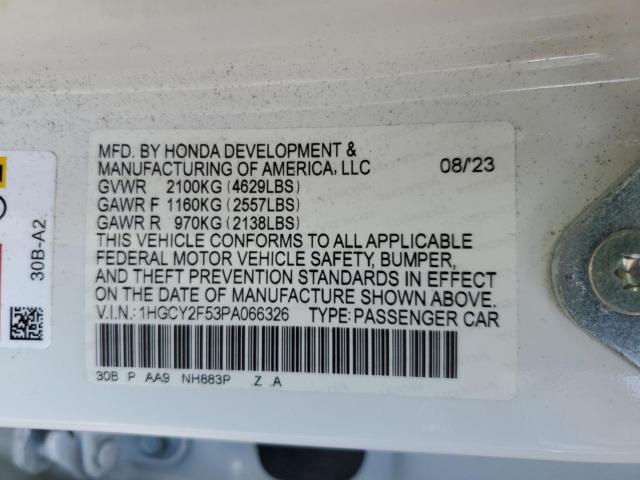 MFD. BY HONDA DEVELOPMENT &
MANUFACTURING OF AMERICA, LLC 08/'23
GVWR 2100KG (4629LBS)
GAWR F 1160KG (2557LBS)
GAWR R 970KG (2138LBS)
THIS VEHICLE CONFORMS TO ALL APPLICABLE
FEDERAL MOTOR VEHICLE SAFETY, BUMPER,
AND THEFT PREVENTION STANDARDS IN EFFECT
ON THE DATE OF MANUFACTURE SHOWN ABOVE.
V.I.N.: 1HGCY2F53PA066326 TYPE: PASSENGER CAR
30B P AA9 NH883P Z A
30B-A2